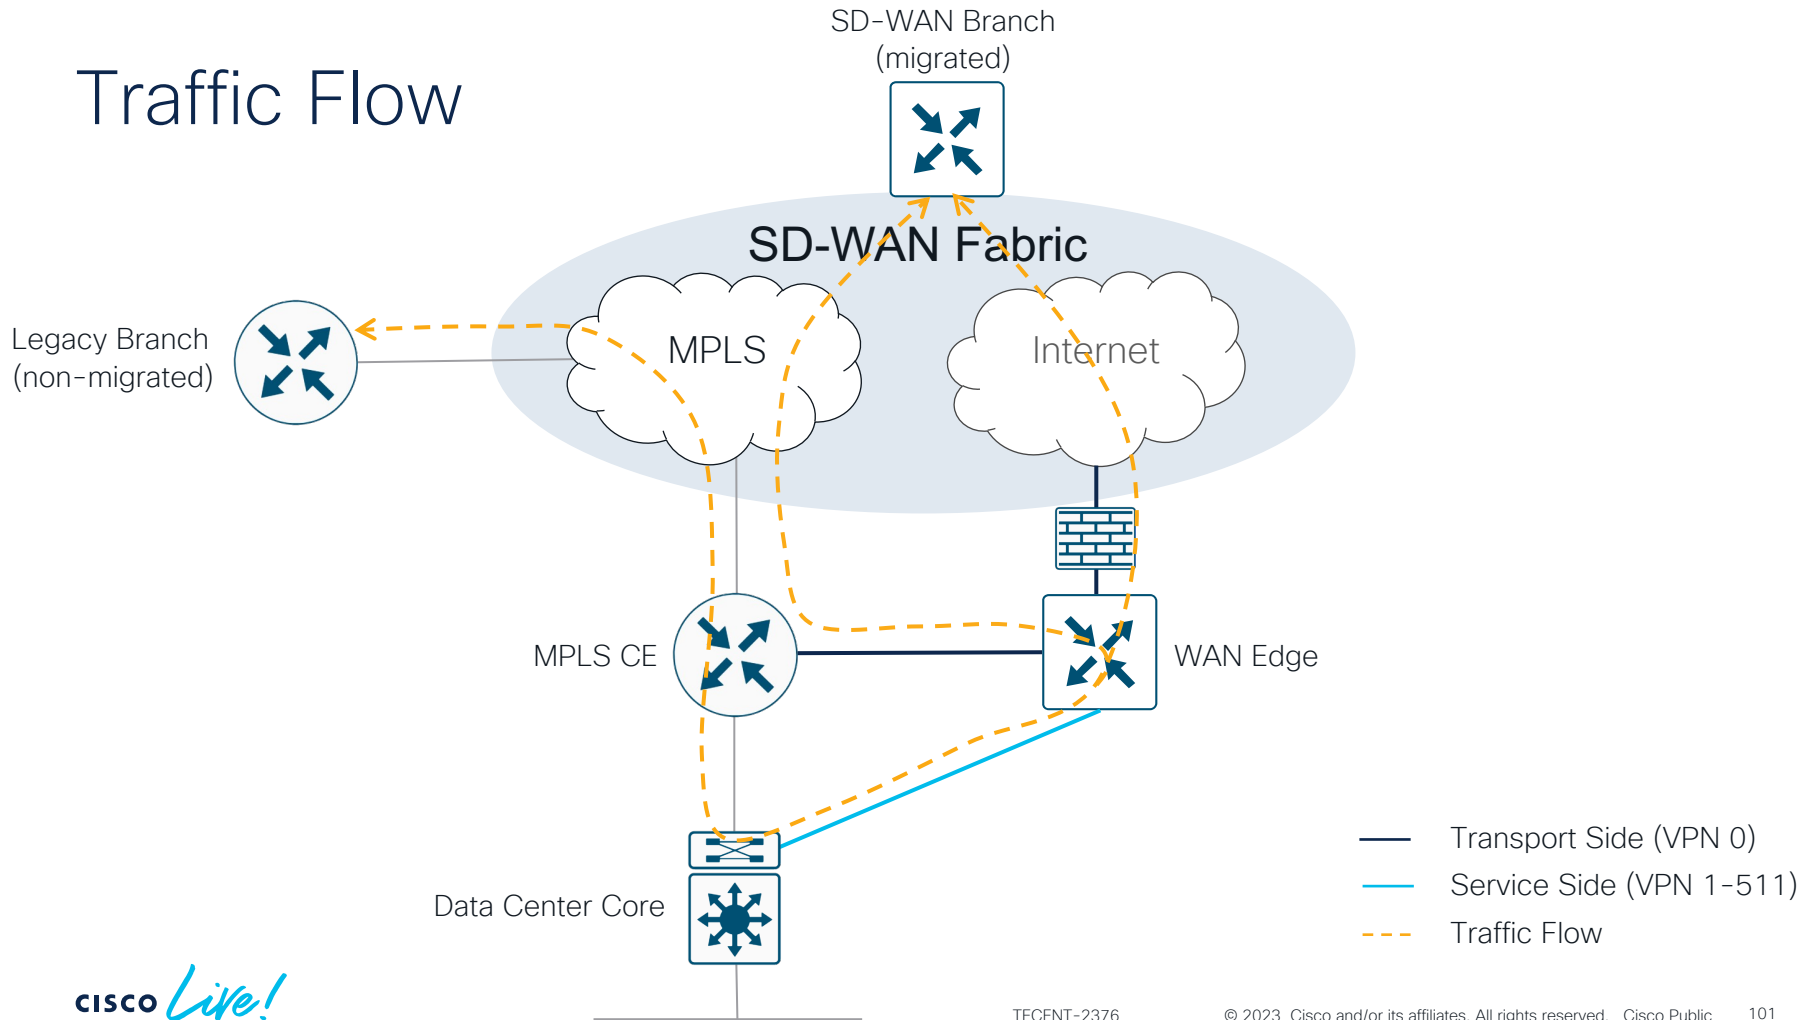 SD-WAN Branch
(migrated)
Traffic Flow
SD-WAN Fabric
MPLS
Internet
Legacy Branch
(non-migrated)
MPLS CE
WAN Edge
Data Center Core
Transport Side (VPN 0)
Service Side (VPN 1-511)
Traffic Flow
CISCO Live!
TECENT-2376
© 2023 Cisco and/or its affiliates. All rights reserved. Cisco Public
101